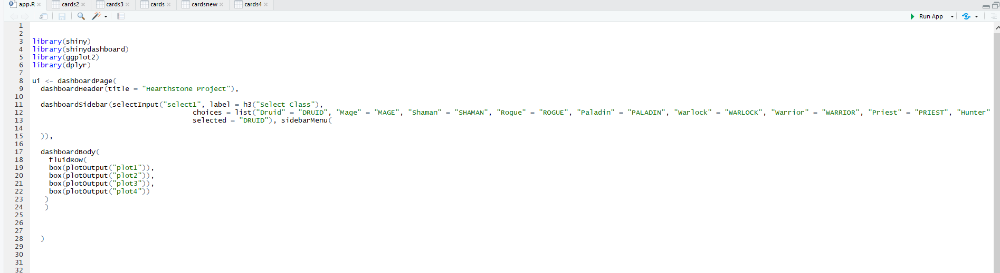 app.R cards2 cards3 cards cardsnew cards4
Run App
1
2
3 library(shiny)
4 library(shinydashboard)
5 library(ggplot2)
6 library(dplyr)
7
8 ui <- dashboardPage(
9 dashboardHeader(title = "Hearthstone Project"),
10
11 dashboardSidebar(selectInput("select1", label = h3("Select Class"),
12 choices = list("Druid" = "DRUID", "Mage" = "MAGE", "Shaman" = "SHAMAN", "Rogue" = "ROGUE", "Paladin" = "PALADIN", "Warlock" = "WARLOCK", "Warrior" = "WARRIOR", "Priest" = "PRIEST", "Hunter"
13 selected = "DRUID"), sidebarMenu(
14
15 )),
16
17 dashboardBody(
18 fluidRow(
19 box(plotOutput("plot1")),
20 box(plotOutput("plot2")),
21 box(plotOutput("plot3")),
22 box(plotOutput("plot4"))
23 )
24 )
25
26
27
28 )
29
30
31
32